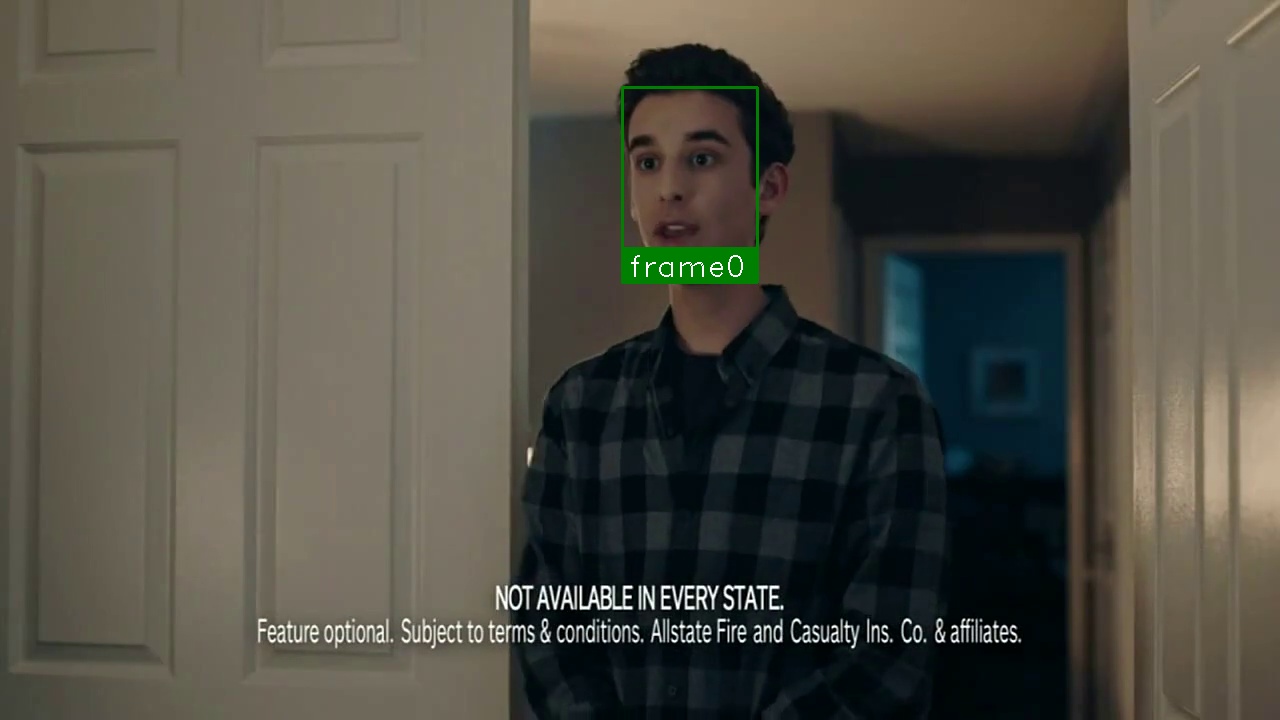 frame0
NOT AVAILABLE IN EVERY STATE.
Feature optional. Subject to terms & conditions. Allstate Fire and Casualty Ins. Co. & affiliates.